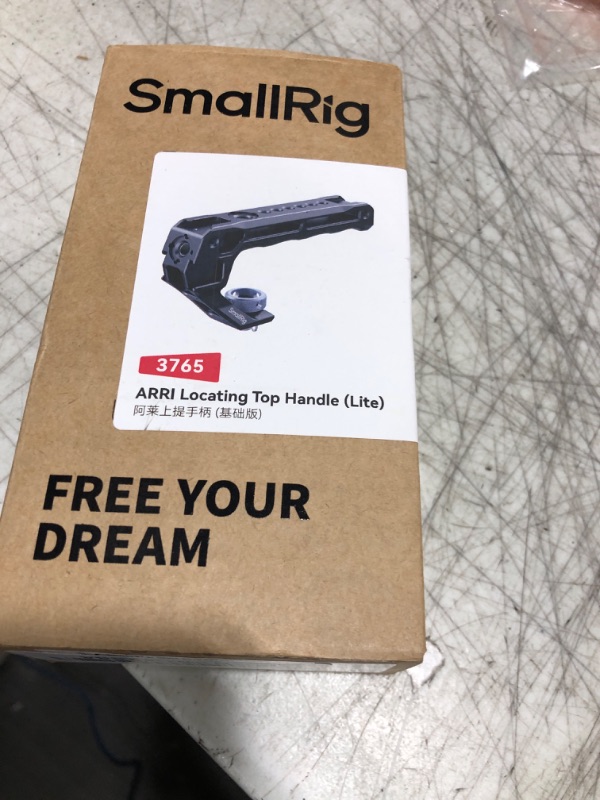 SmallRig
SmallRig
3765
ARRI Locating Top Handle (Lite)
阿莱上提手柄 (基础版)
FREE YOUR
DREAM